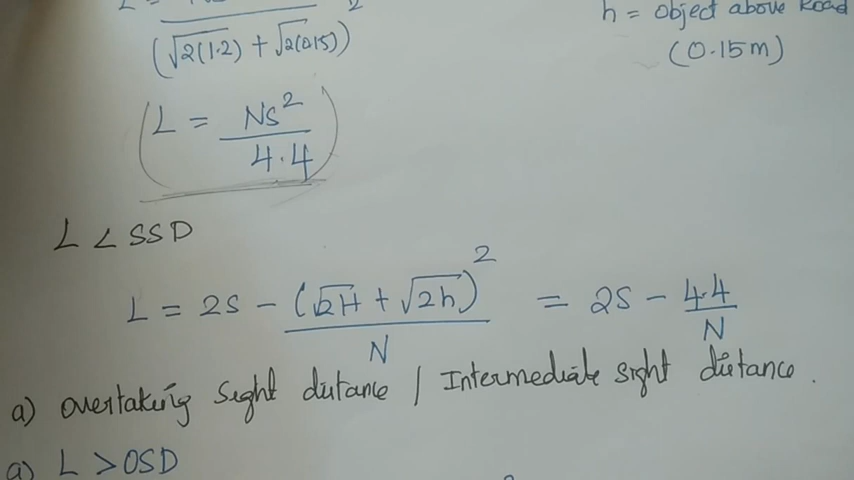 h = object above Road
(√2(1.2) + √2(0.15))²
(0.15m)
L = NS² / 4.4
L < SSD
L = 2S - (√2H + √2h)² / N = 2S - 4.4 / N
a) overtaking sight distance / Intermediate sight distance.
a) L > OSD